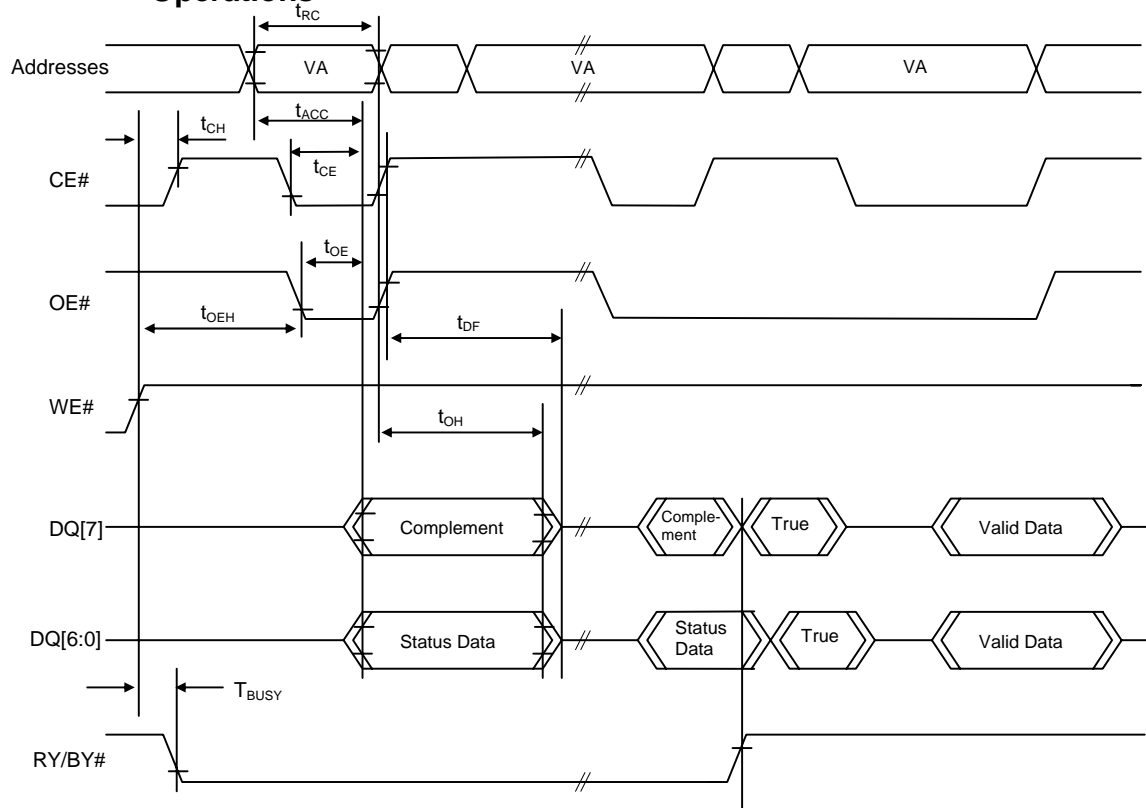 Operations
tRC
Addresses VA VA VA
tACC
tCH
tCE
CE#
tOE
OE#
tOEH
tDF
WE#
tOH
DQ[7] Complement Comple-
ment True Valid Data
DQ[6:0] Status Data Status
Data True Valid Data
TBUSY
RY/BY#